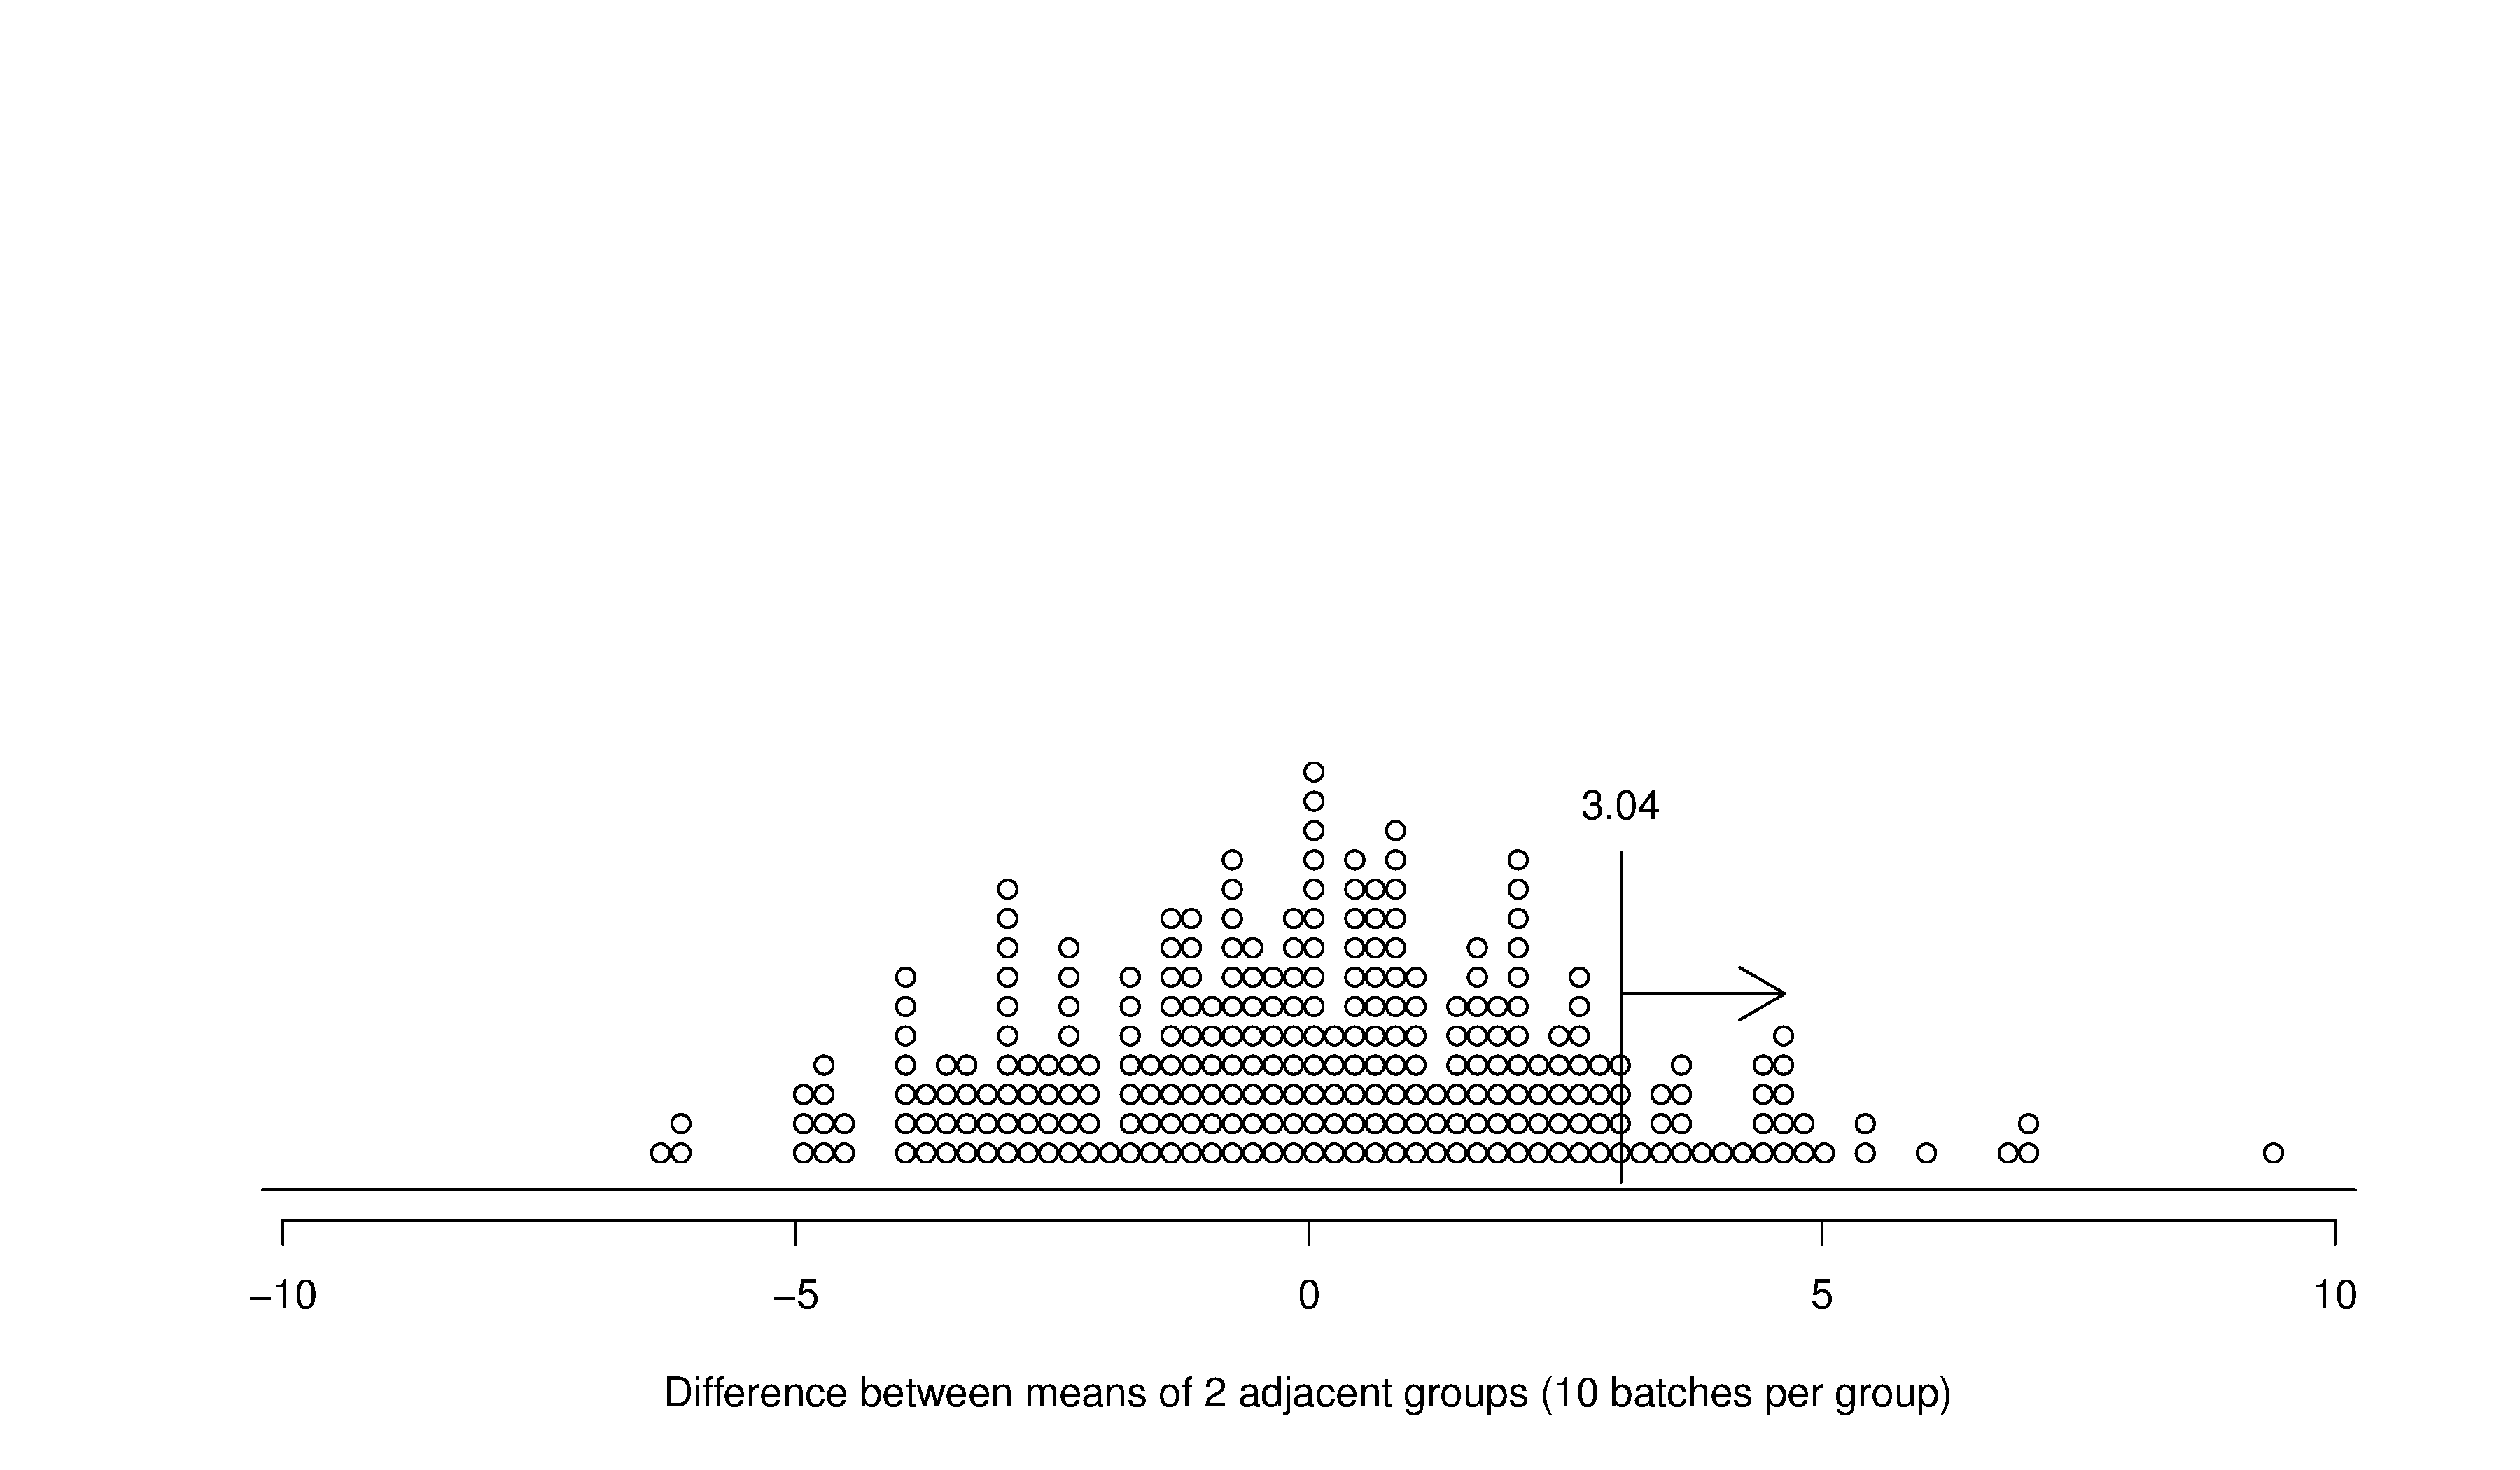 3.04
−10 −5 0 5 10
Difference between means of 2 adjacent groups (10 batches per group)